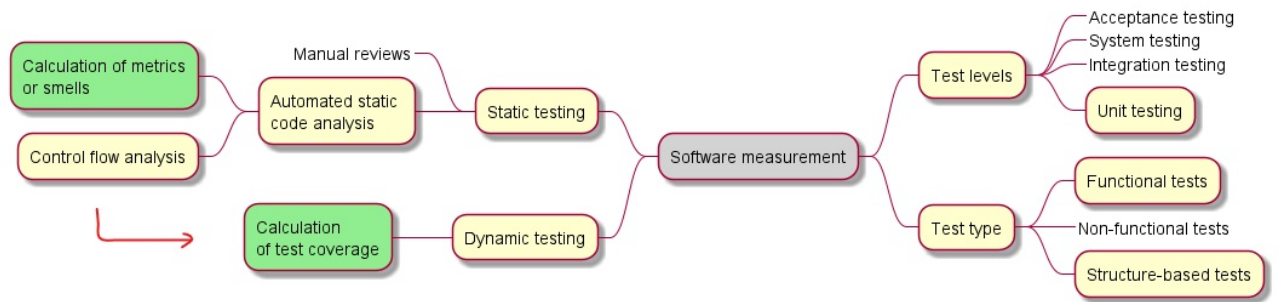 Calculation of metrics
or smells
Control flow analysis
Manual reviews
Automated static
code analysis
Static testing
Calculation
of test coverage
Dynamic testing
Software measurement
Test levels
Acceptance testing
System testing
Integration testing
Unit testing
Test type
Functional tests
Non-functional tests
Structure-based tests